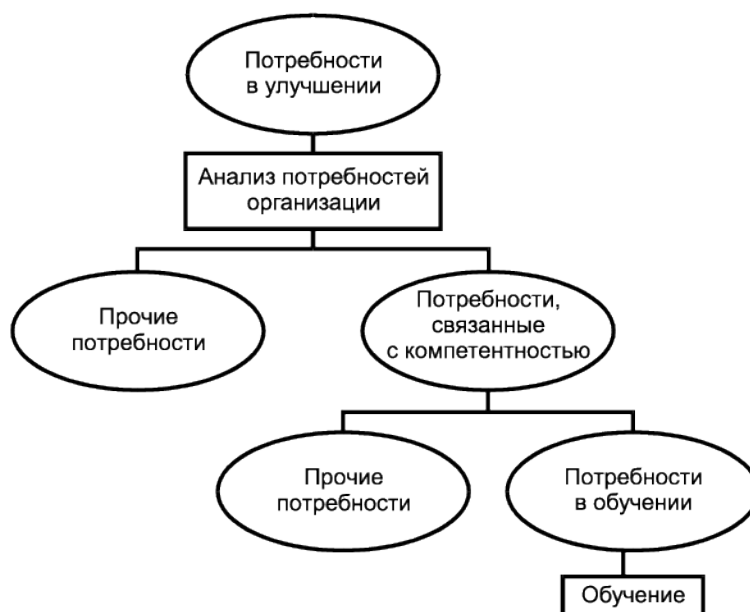 Потребности
в улучшении
Анализ потребностей
организации
Прочие
потребности
Потребности,
связанные
с компетентностью
Прочие
потребности
Потребности
в обучении
Обучение